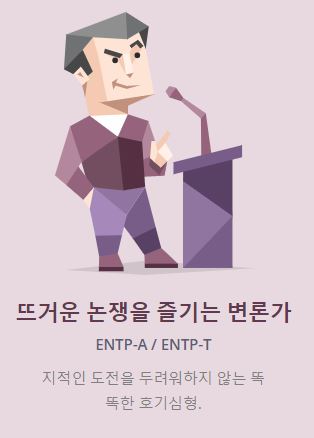 뜨거운 논쟁을 즐기는 변론가
ENTP-A / ENTP-T
지적인 도전을 두려워하지 않는 똑
똑한 호기심형.